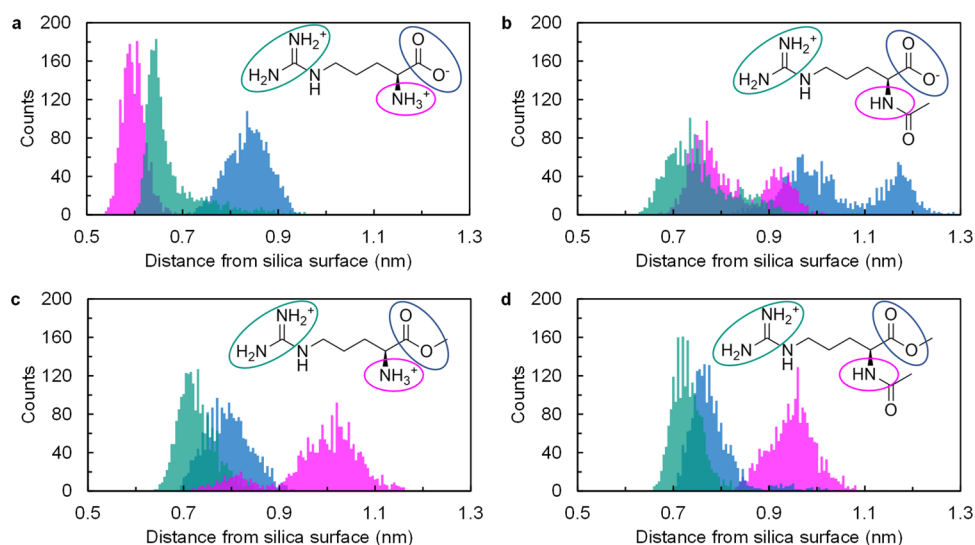 a
200
160
120
80
40
0
Counts
0.5 0.7 0.9 1.1 1.3
Distance from silica surface (nm)
NH2+
H2N
N
H
O
O-
NH3+
b
200
160
120
80
40
0
Counts
0.5 0.7 0.9 1.1 1.3
Distance from silica surface (nm)
NH2+
H2N
N
H
O
O-
HN
O
c
200
160
120
80
40
0
Counts
0.5 0.7 0.9 1.1 1.3
Distance from silica surface (nm)
NH2+
H2N
N
H
O
O
NH3+
d
200
160
120
80
40
0
Counts
0.5 0.7 0.9 1.1 1.3
Distance from silica surface (nm)
NH2+
H2N
N
H
O
O
HN
O